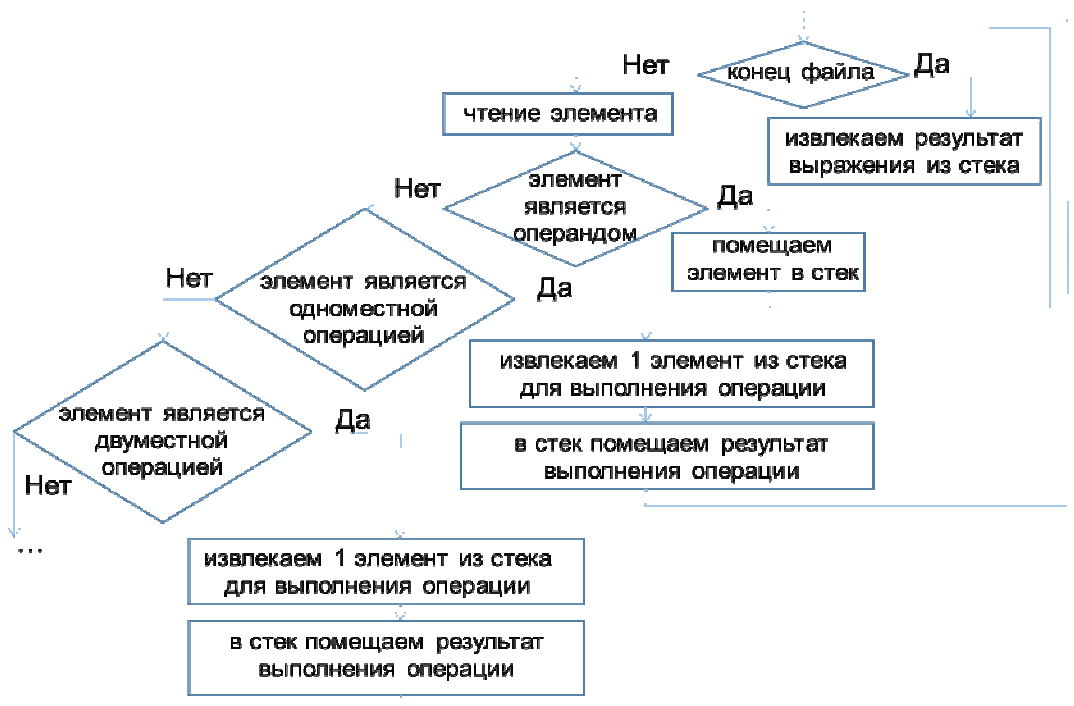 конец файла
Нет
Да
чтение элемента
извлекаем результат
выражения из стека
элемент
является
операндом
Нет
Да
помещаем
элемент в стек
элемент является
одноместной
операцией
Нет
Да
извлекаем 1 элемент из стека
для выполнения операции
в стек помещаем результат
выполнения операции
элемент является
двуместной
операцией
Да
Нет
...
извлекаем 1 элемент из стека
для выполнения операции
в стек помещаем результат
выполнения операции